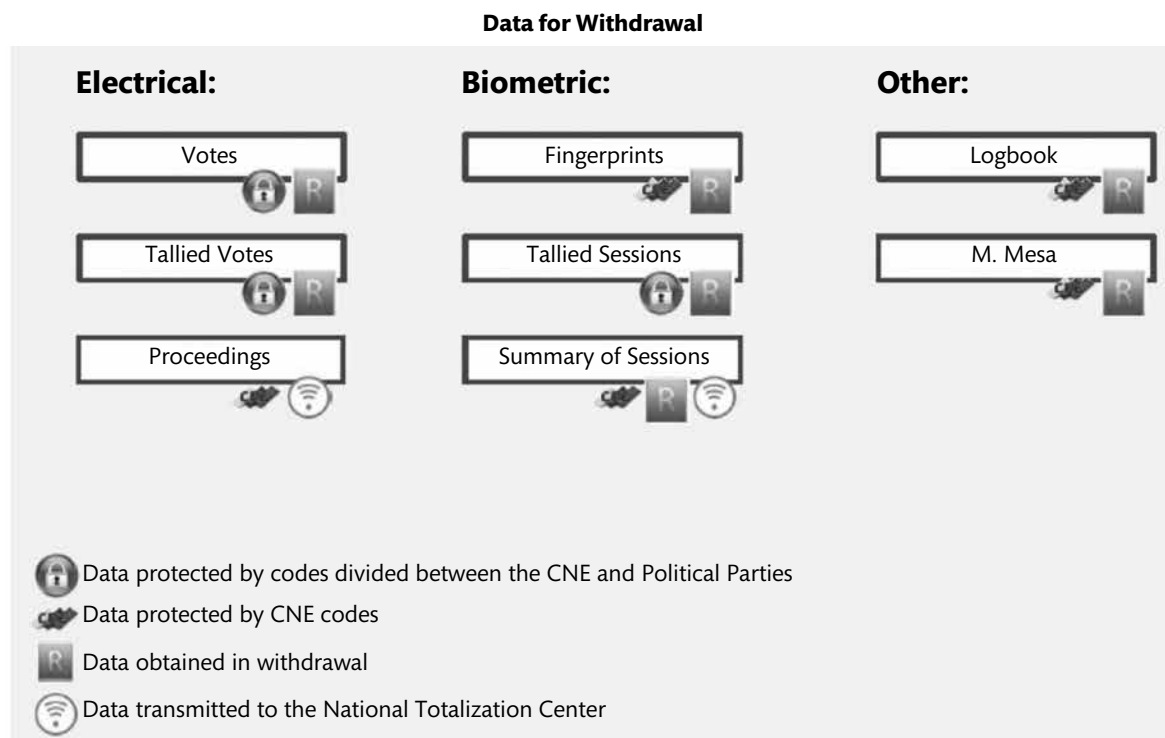 Data for Withdrawal
Electrical:
Biometric:
Other:
Votes
R
Fingerprints
R
Logbook
R
Tallied Votes
R
Tallied Sessions
R
M. Mesa
R
Proceedings
Summary of Sessions
R
Data protected by codes divided between the CNE and Political Parties
Data protected by CNE codes
R Data obtained in withdrawal
Data transmitted to the National Totalization Center